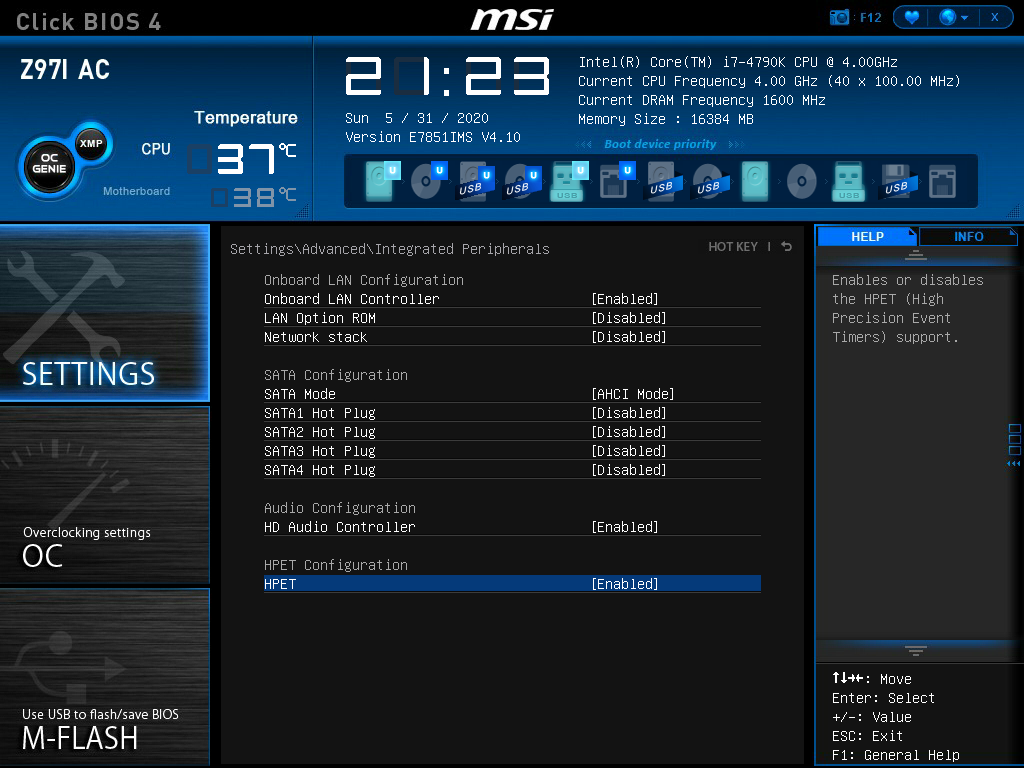 Click BIOS 4
msi
: F12
X
Z97I AC
21:23
Intel(R) Core(TM) i7-4790K CPU @ 4.00GHz
Current CPU Frequency 4.00 GHz (40 x 100.00 MHz)
Current DRAM Frequency 1600 MHz
Memory Size : 16384 MB
Sun 5 / 31 / 2020
Version E7851IMS V4.10
Temperature
OC
GENIE
XMP
CPU 37°C
Motherboard 38°C
Boot device priority
U U U U U U
USB USB USB USB USB USB USB
SETTINGS
Overclocking settings
OC
Use USB to flash/save BIOS
M-FLASH
Settings\Advanced\Integrated Peripherals
HOT KEY |
Onboard LAN Configuration
Onboard LAN Controller [Enabled]
LAN Option ROM [Disabled]
Network stack [Disabled]
SATA Configuration
SATA Mode [AHCI Mode]
SATA1 Hot Plug [Disabled]
SATA2 Hot Plug [Disabled]
SATA3 Hot Plug [Disabled]
SATA4 Hot Plug [Disabled]
Audio Configuration
HD Audio Controller [Enabled]
HPET Configuration
HPET [Enabled]
HELP INFO
Enables or disables
the HPET (High
Precision Event
Timers) support.
↑↓→←: Move
Enter: Select
+/-: Value
ESC: Exit
F1: General Help